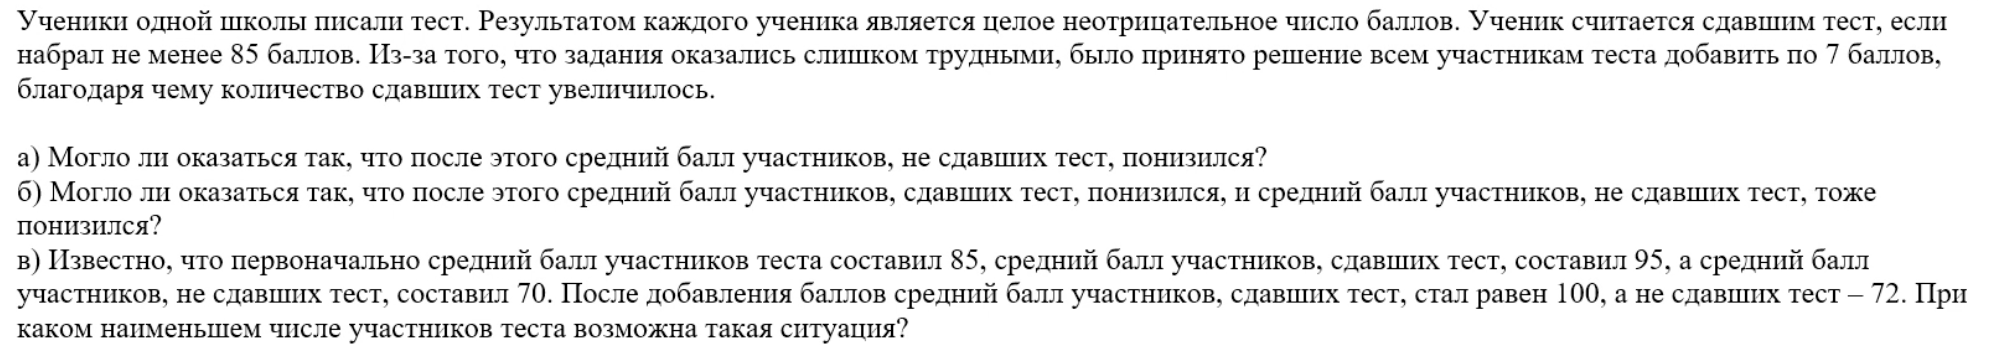 Ученики одной школы писали тест. Результатом каждого ученика является целое неотрицательное число баллов. Ученик считается сдавшим тест, если
набрал не менее 85 баллов. Из-за того, что задания оказались слишком трудными, было принято решение всем участникам теста добавить по 7 баллов,
благодаря чему количество сдавших тест увеличилось.
а) Могло ли оказаться так, что после этого средний балл участников, не сдавших тест, понизился?
б) Могло ли оказаться так, что после этого средний балл участников, сдавших тест, понизился, и средний балл участников, не сдавших тест, тоже
понизился?
в) Известно, что первоначально средний балл участников теста составил 85, средний балл участников, сдавших тест, составил 95, а средний балл
участников, не сдавших тест, составил 70. После добавления баллов средний балл участников, сдавших тест, стал равен 100, а не сдавших тест – 72. При
каком наименьшем числе участников теста возможна такая ситуация?